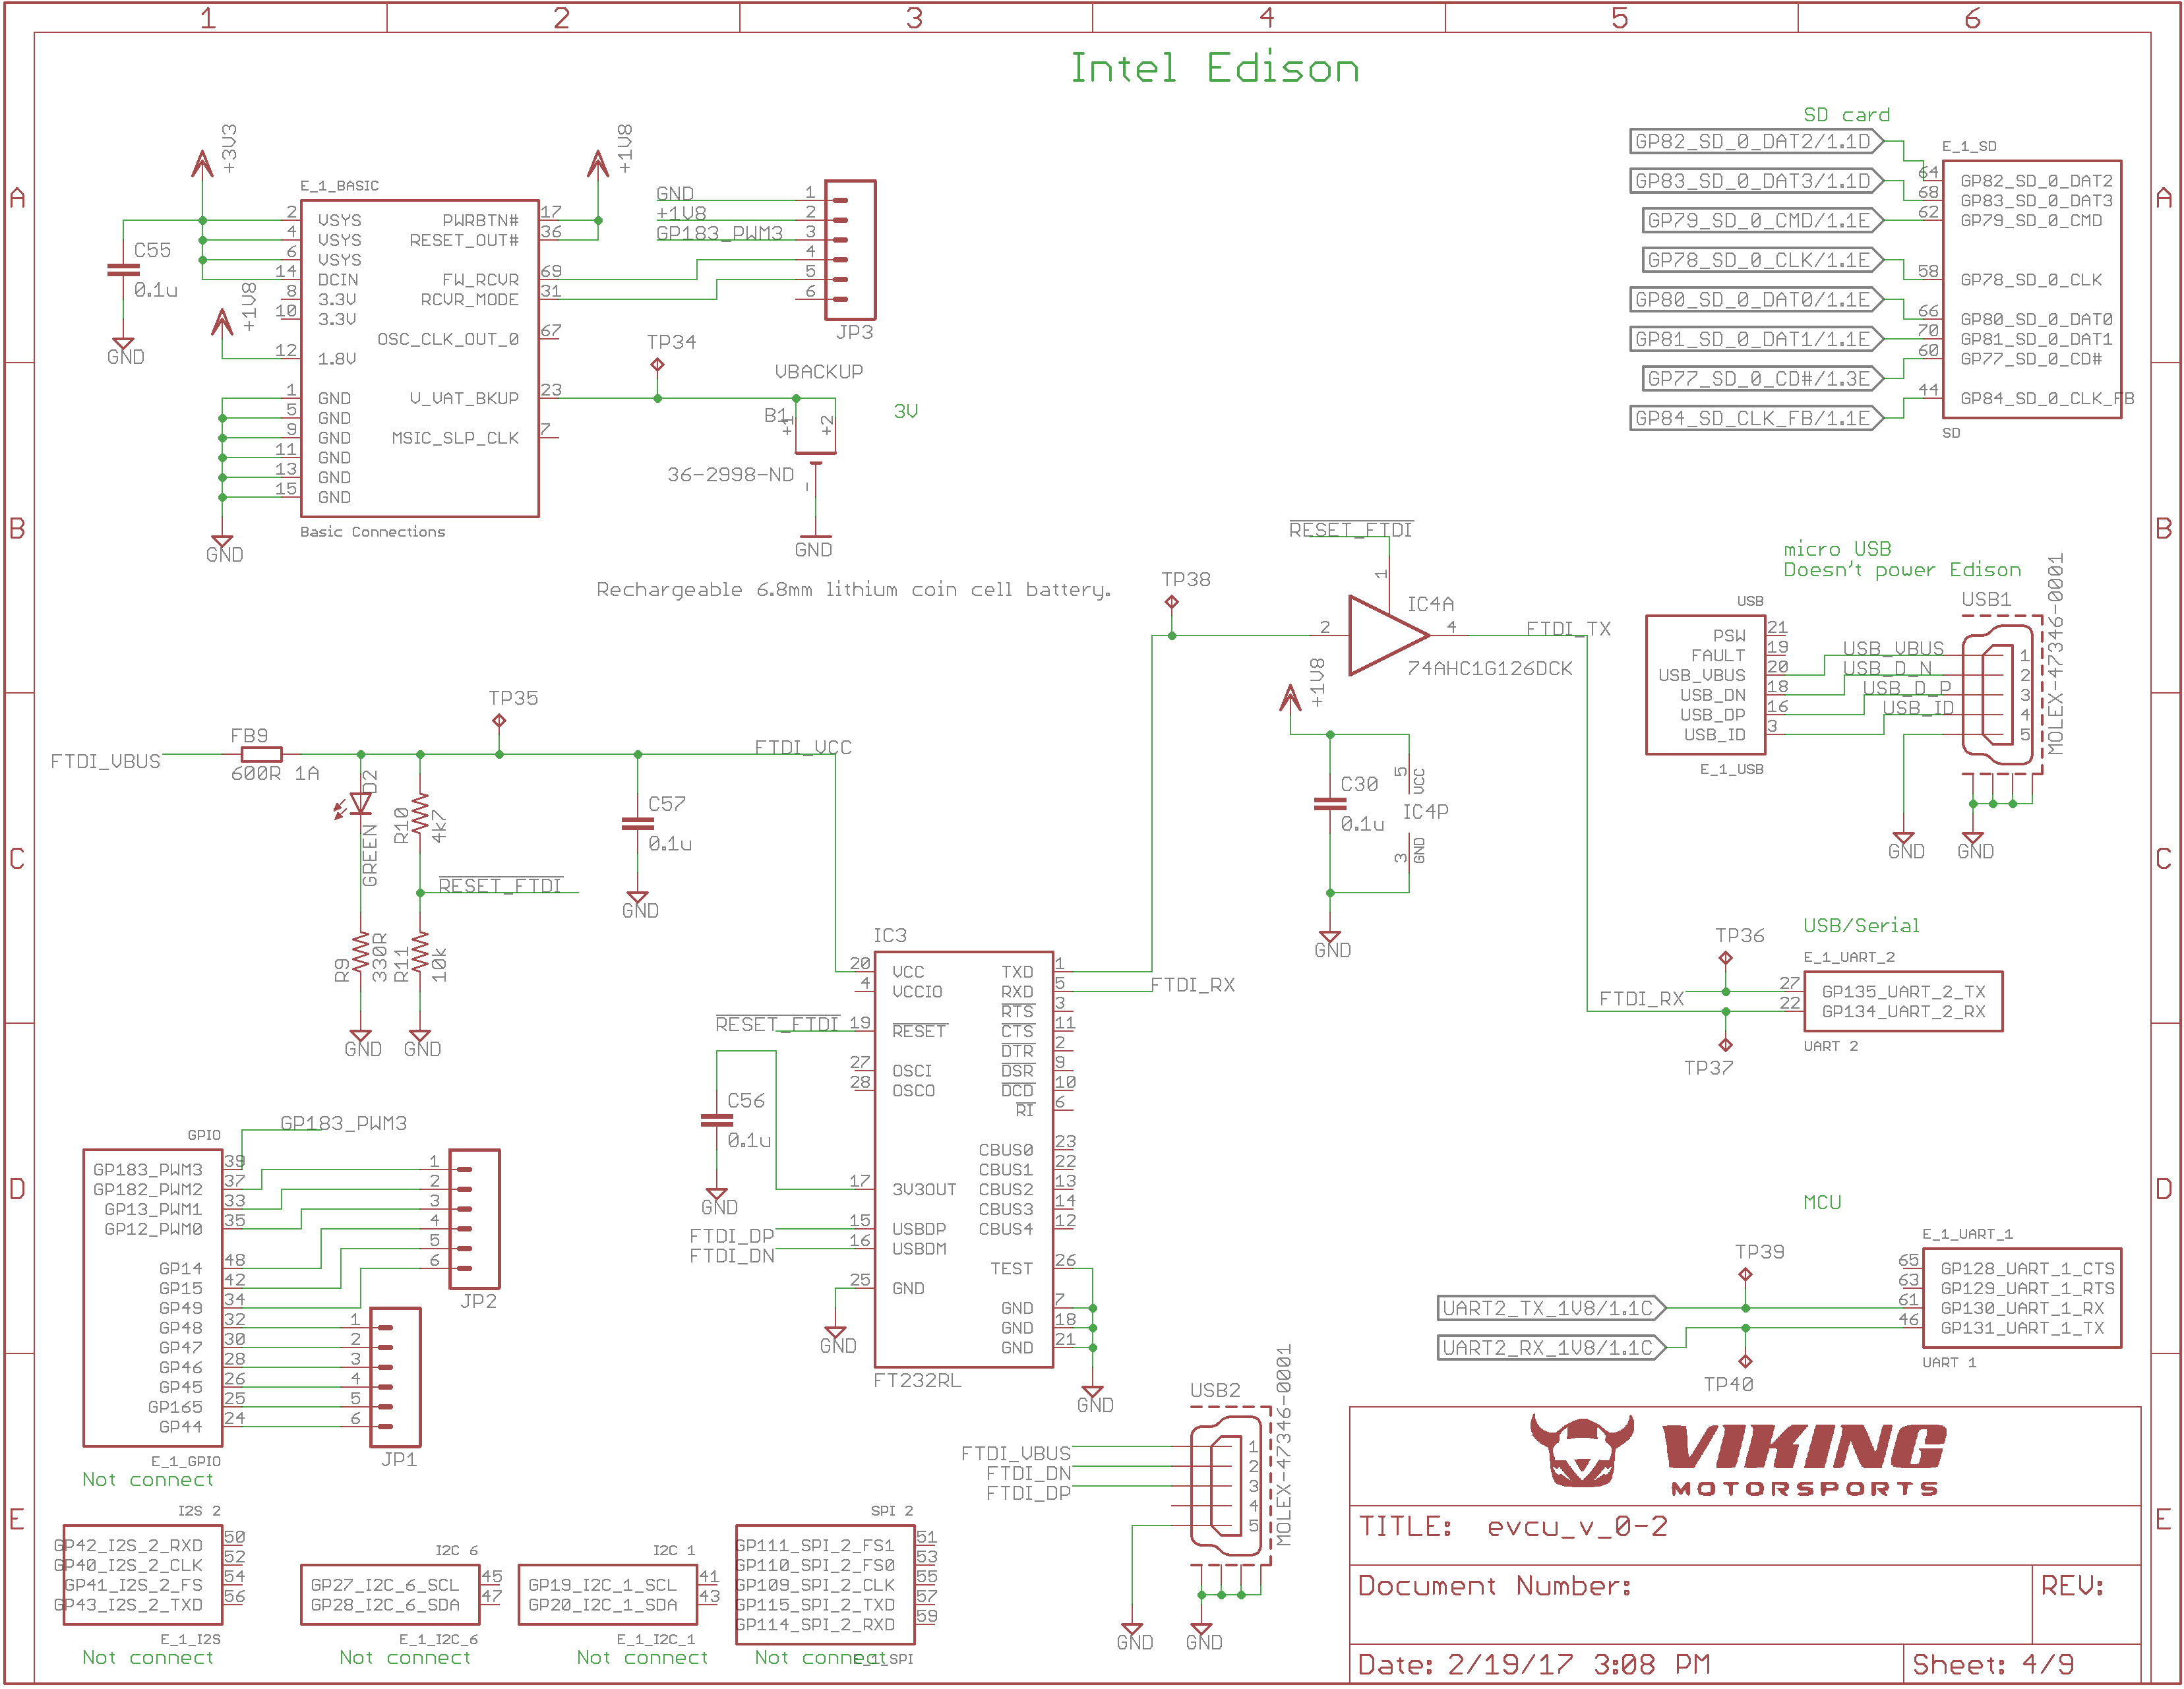 1 2 3 4 5 6
Intel Edison
A A
B B
C C
D D
E E
+3V3
C55
0.1u
GND
+1V8
E_1_BASIC
2 VSYS
4 VSYS
6 VSYS
14 DCIN
8 3.3V
10 3.3V
12 1.8V
1 GND
5 GND
9 GND
11 GND
13 GND
15 GND
PWRBTN# 17
RESET_OUT# 36
FW_RCVR 69
RCVR_MODE 31
OSC_CLK_OUT_0 67
V_VAT_BKUP 23
MSIC_SLP_CLK 7
Basic Connections
GND
+1V8
GND 1
+1V8 2
GP183_PWM3 3
4
5
6
JP3
TP34
VBACKUP
B1
+1 +2
3V
36-2998-ND
-
GND
Rechargeable 6.8mm lithium coin cell battery.
SD card
GP82_SD_0_DAT2/1.1D
GP83_SD_0_DAT3/1.1D
GP79_SD_0_CMD/1.1E
GP78_SD_0_CLK/1.1E
GP80_SD_0_DAT0/1.1E
GP81_SD_0_DAT1/1.1E
GP77_SD_0_CD#/1.3E
GP84_SD_CLK_FB/1.1E
E_1_SD
64 GP82_SD_0_DAT2
68 GP83_SD_0_DAT3
62 GP79_SD_0_CMD
58 GP78_SD_0_CLK
66 GP80_SD_0_DAT0
70 GP81_SD_0_DAT1
60 GP77_SD_0_CD#
44 GP84_SD_0_CLK_FB
SD
RESET_FTDI
1
TP38
2 4
IC4A
74AHC1G126DCK
FTDI_TX
+1V8
C30
0.1u
5 VCC
IC4P
3 GND
GND
micro USB
Doesn't power Edison
USB
PSW 21
FAULT 19
USB_VBUS 20
USB_DN 18
USB_DP 16
USB_ID 3
E_1_USB
USB_VBUS
USB_D_N
USB_D_P
USB_ID
USB1
1
2
3
4
5
MOLEX-47346-0001
GND GND
FTDI_VBUS
FB9
600R 1A
TP35
FTDI_VCC
D2
GREEN
R10
4k7
C57
0.1u
GND
RESET_FTDI
R9
330R
R11
10k
GND GND
IC3
20 VCC
4 VCCIO
RESET_FTDI 19 RESET
27 OSCI
28 OSCO
17 3V3OUT
FTDI_DP 15 USBDP
FTDI_DN 16 USBDM
25 GND
C56
0.1u
GND
GND
TXD 1
RXD 5
RTS 3
CTS 11
DTR 2
DSR 9
DCD 10
RI 6
CBUS0 23
CBUS1 22
CBUS2 13
CBUS3 14
CBUS4 12
TEST 26
GND 7
GND 18
GND 21
FT232RL
GND
FTDI_RX
USB/Serial
TP36
E_1_UART_2
FTDI_RX 27 GP135_UART_2_TX
22 GP134_UART_2_RX
UART 2
TP37
GP183_PWM3
GPIO
GP183_PWM3 39
GP182_PWM2 37
GP13_PWM1 33
GP12_PWM0 35
GP14 48
GP15 42
GP49 34
GP48 32
GP47 30
GP46 28
GP45 26
GP165 25
GP44 24
E_1_GPIO
Not connect
1
2
3
4
5
6
JP2
1
2
3
4
5
6
JP1
MCU
TP39
E_1_UART_1
UART2_TX_1V8/1.1C
UART2_RX_1V8/1.1C
65 GP128_UART_1_CTS
63 GP129_UART_1_RTS
61 GP130_UART_1_RX
46 GP131_UART_1_TX
UART 1
TP40
I2S 2
GP42_I2S_2_RXD 50
GP40_I2S_2_CLK 52
GP41_I2S_2_FS 54
GP43_I2S_2_TXD 56
E_1_I2S
Not connect
I2C 6
GP27_I2C_6_SCL 45
GP28_I2C_6_SDA 47
E_1_I2C_6
Not connect
I2C 1
GP19_I2C_1_SCL 41
GP20_I2C_1_SDA 43
E_1_I2C_1
Not connect
SPI 2
GP111_SPI_2_FS1 51
GP110_SPI_2_FS0 53
GP109_SPI_2_CLK 55
GP115_SPI_2_TXD 57
GP114_SPI_2_RXD 59
E_1_SPI
Not connect
USB2
FTDI_VBUS 1
FTDI_DN 2
FTDI_DP 3
4
5
MOLEX-47346-0001
GND GND
VIKING
MOTORSPORTS
TITLE: evcu_v_0-2
Document Number:
REV:
Date: 2/19/17 3:08 PM
Sheet: 4/9
1 2 3 4 5 6